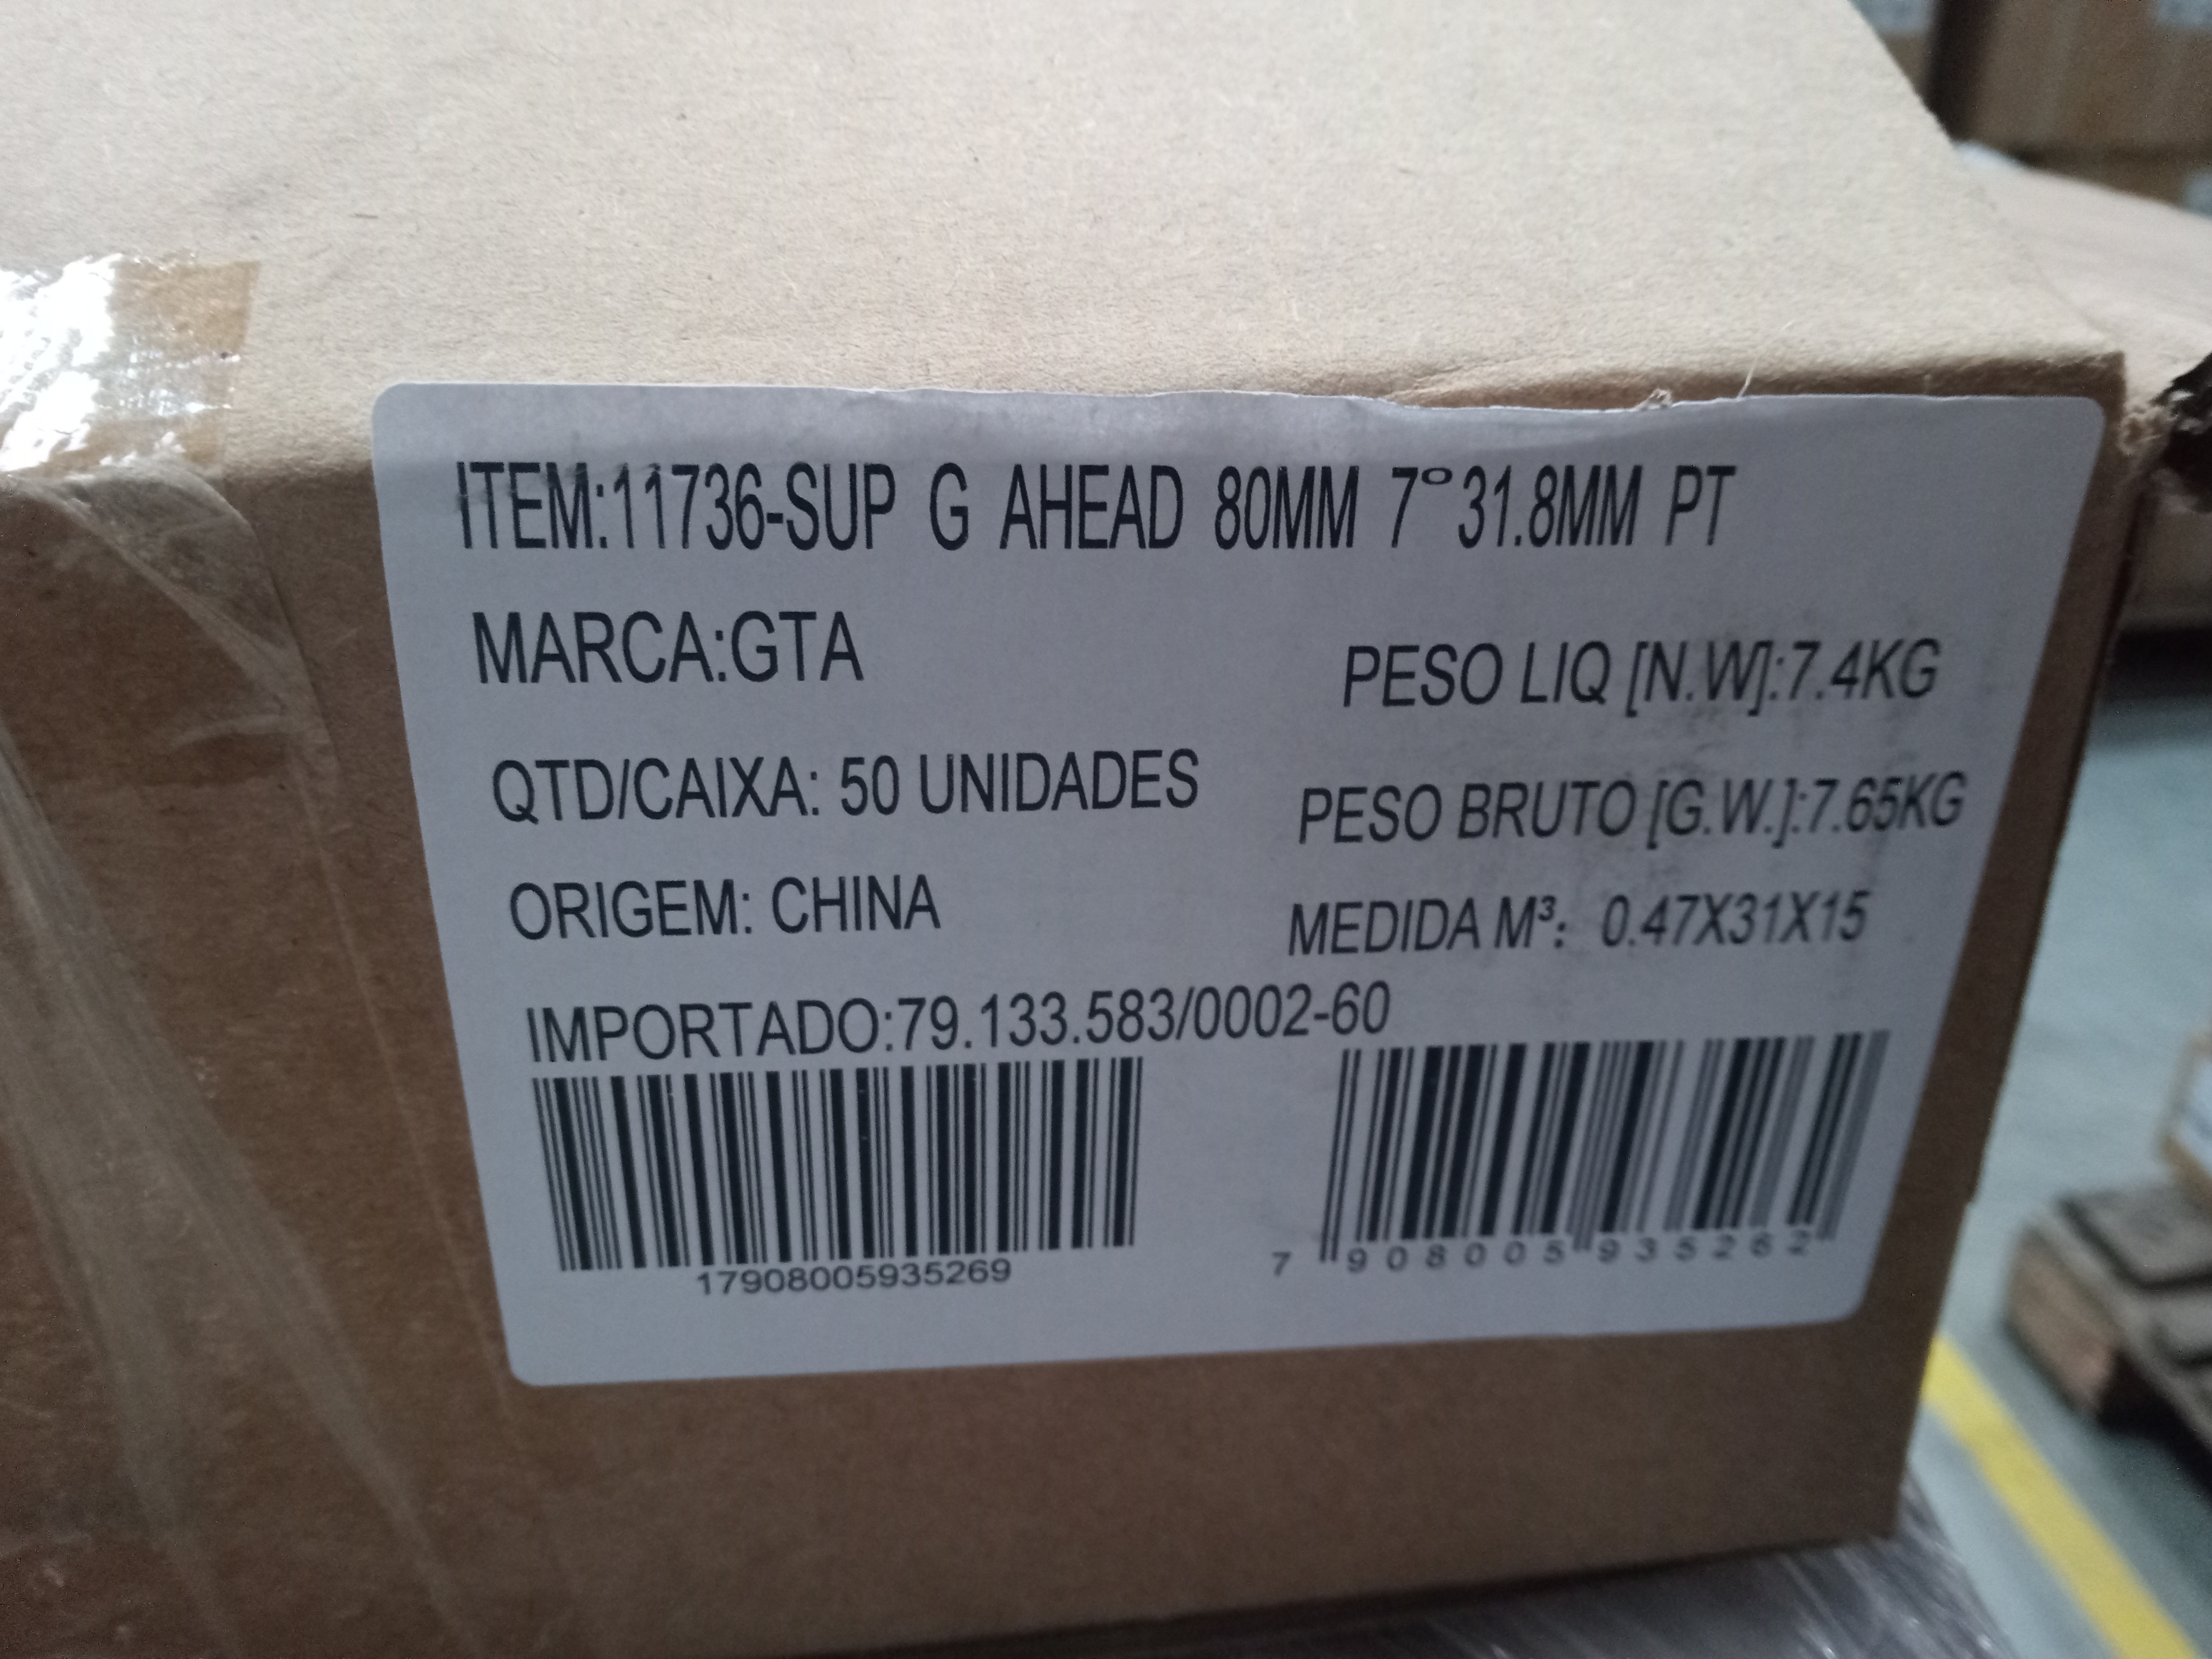 ITEM:11736-SUP G AHEAD 80MM 7° 31.8MM PT
MARCA:GTA
PESO LIQ [N.W]:7.4KG
QTD/CAIXA: 50 UNIDADES
PESO BRUTO [G.W.]:7.65KG
ORIGEM: CHINA
MEDIDA M³: 0.47X31X15
IMPORTADO:79.133.583/0002-60
17908005935269
7 908005 935262